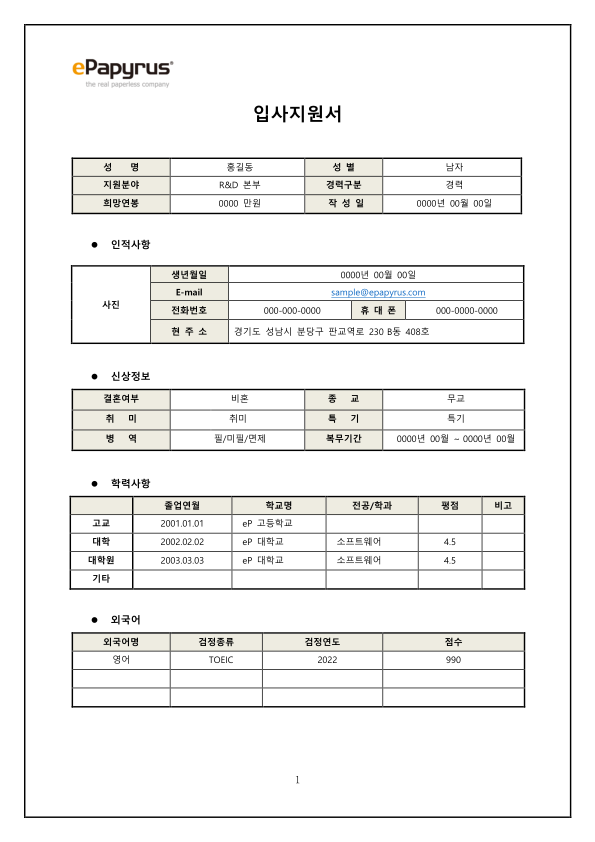 ePapyrus
the real paperless company
입사지원서
성 명 홍길동 성 별 남자
지원분야 R&D 본부 경력구분 경력
희망연봉 0000 만원 작 성 일 0000년 00월 00일
● 인적사항
사진
생년월일 0000년 00월 00일
E-mail sample@epapyrus.com
전화번호 000-000-0000 휴 대 폰 000-0000-0000
현 주 소 경기도 성남시 분당구 판교역로 230 B동 408호
● 신상정보
결혼여부 비혼 종 교 무교
취 미 취미 특 기 특기
병 역 필/미필/면제 복무기간 0000년 00월 ~ 0000년 00월
● 학력사항
졸업연월 학교명 전공/학과 평점 비고
고교 2001.01.01 eP 고등학교
대학 2002.02.02 eP 대학교 소프트웨어 4.5
대학원 2003.03.03 eP 대학교 소프트웨어 4.5
기타
● 외국어
외국어명 검정종류 검정연도 점수
영어 TOEIC 2022 990
1